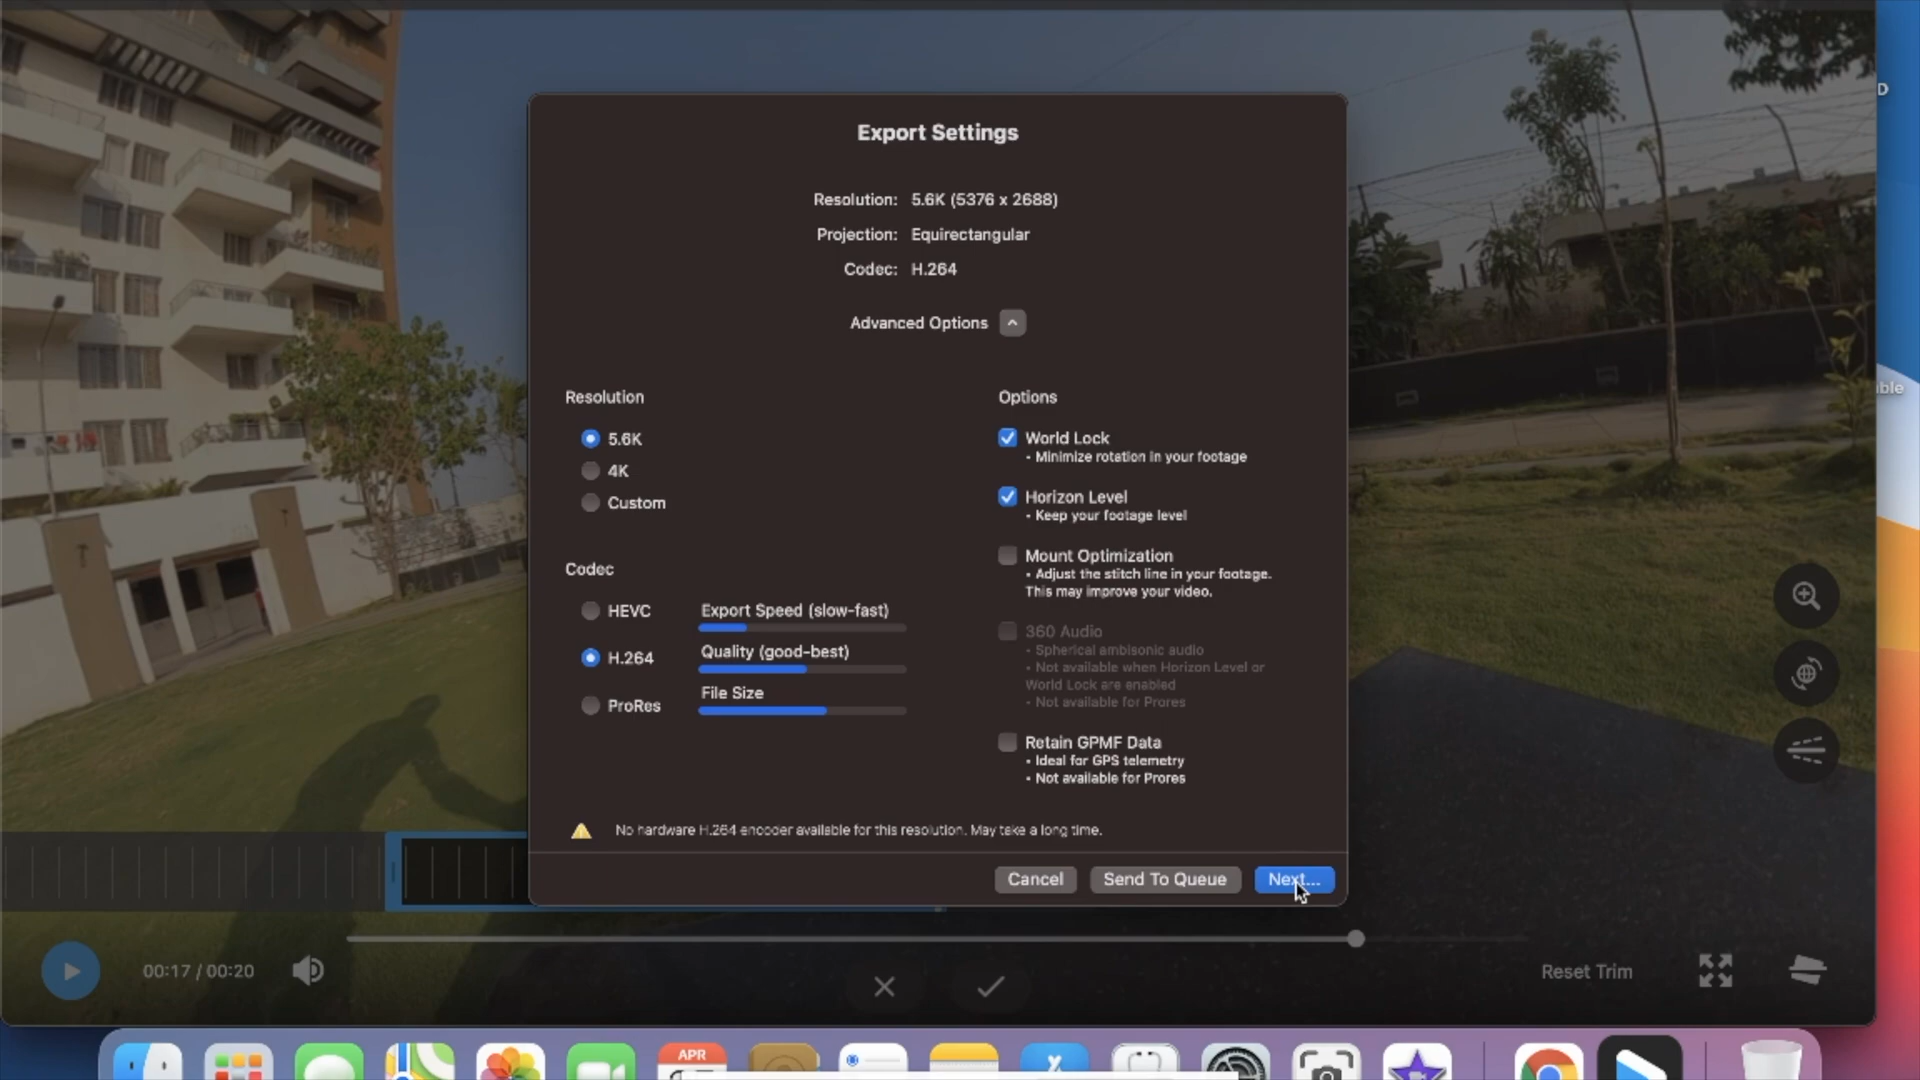 Export Settings
Resolution: 5.6K (5376 x 2688)
Projection: Equirectangular
Codec: H.264
Advanced Options
Resolution
5.6K
4K
Custom
Codec
HEVC
H.264
ProRes
Export Speed (slow-fast)
Quality (good-best)
File Size
Options
World Lock
• Minimize rotation in your footage
Horizon Level
• Keep your footage level
Mount Optimization
• Adjust the stitch line in your footage.
This may improve your video.
360 Audio
• Spherical ambisonic audio
• Not available when Horizon Level or
World Lock are enabled
• Not available for Prores
Retain GPMF Data
• Ideal for GPS telemetry
• Not available for Prores
No hardware H.264 encoder available for this resolution. May take a long time.
Cancel
Send To Queue
Next...
00:17 / 00:20
Reset Trim
APR
D